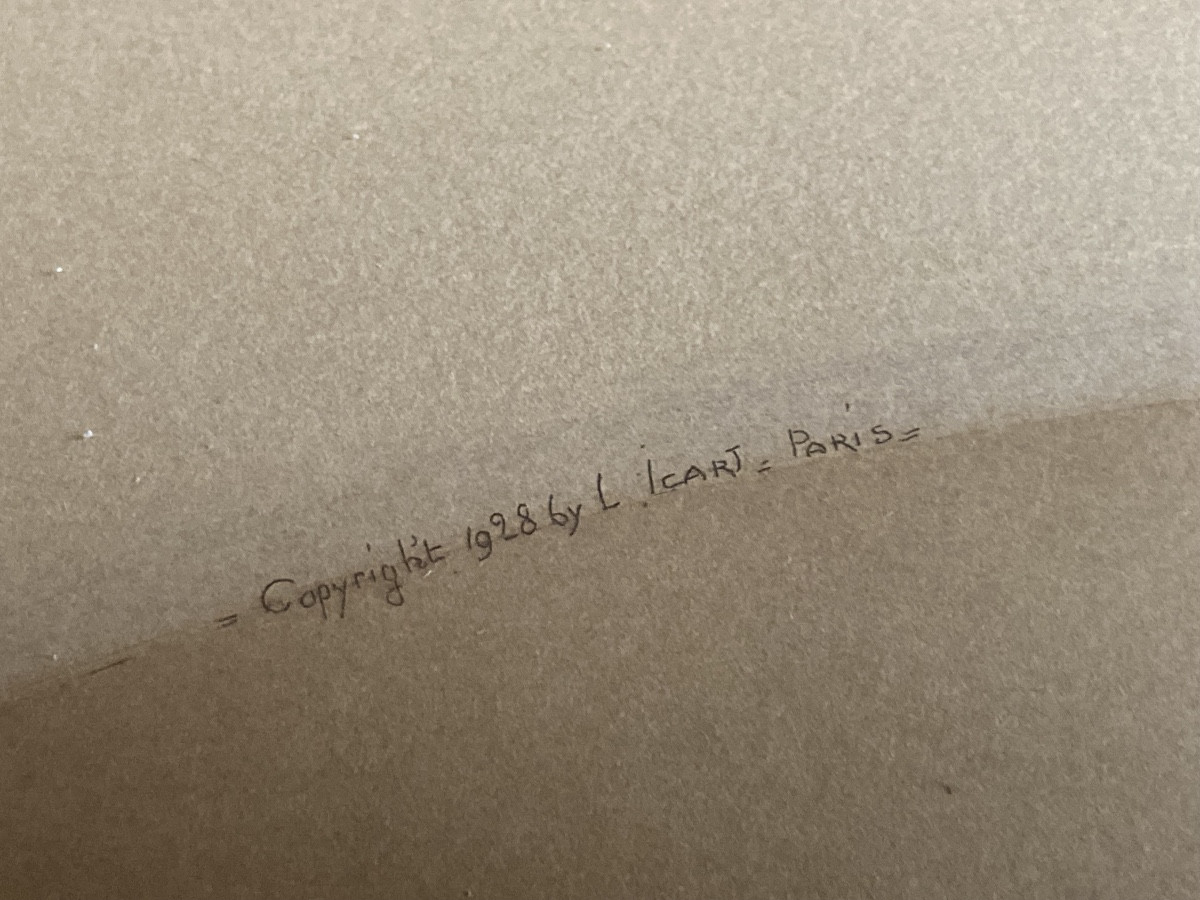 = Copyright. 1928 by L. Icart = Paris =